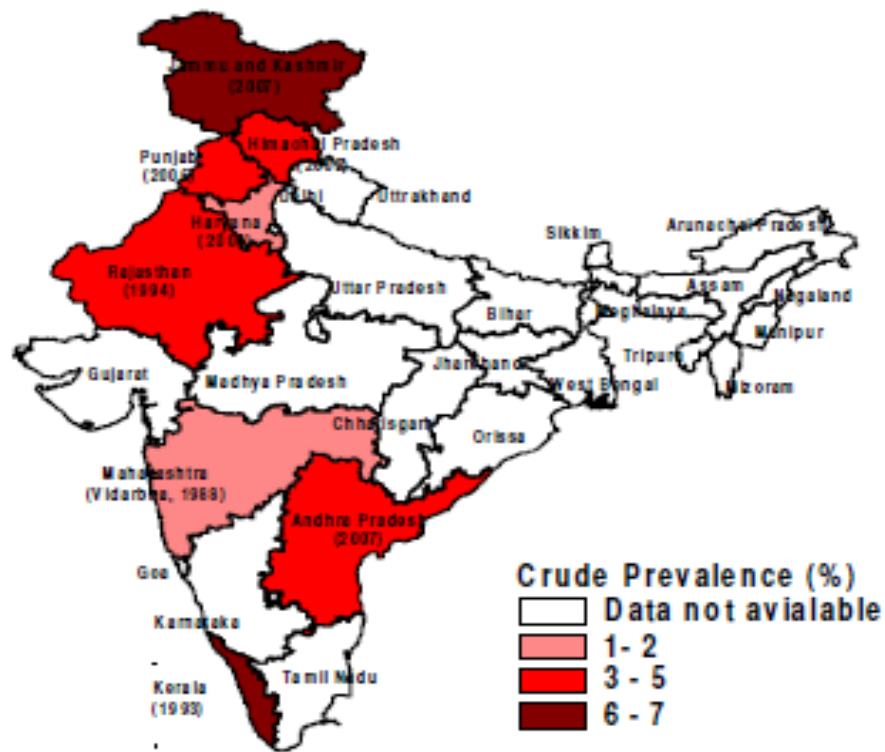 Jammu and Kashmir
(2007)
Himachal Pradesh
Punjab
Delhi
Uttrakhand
Haryana
Sikkim
Arunachal Pradesh
Rajasthan
(1994)
Uttar Pradesh
Assam
Nagaland
Bihar
Meghalaya
Manipur
Gujarat
Madhya Pradesh
Jharkhand
Tripura
West Bengal
Mizoram
Chhatisgarh
Orissa
Maharashtra
(Vidarbha, 1988)
Andhra Pradesh
(2007)
Goa
Karnataka
Kerala
(1993)
Tamil Nadu
Crude Prevalence (%)
Data not avialable
1- 2
3 - 5
6 - 7